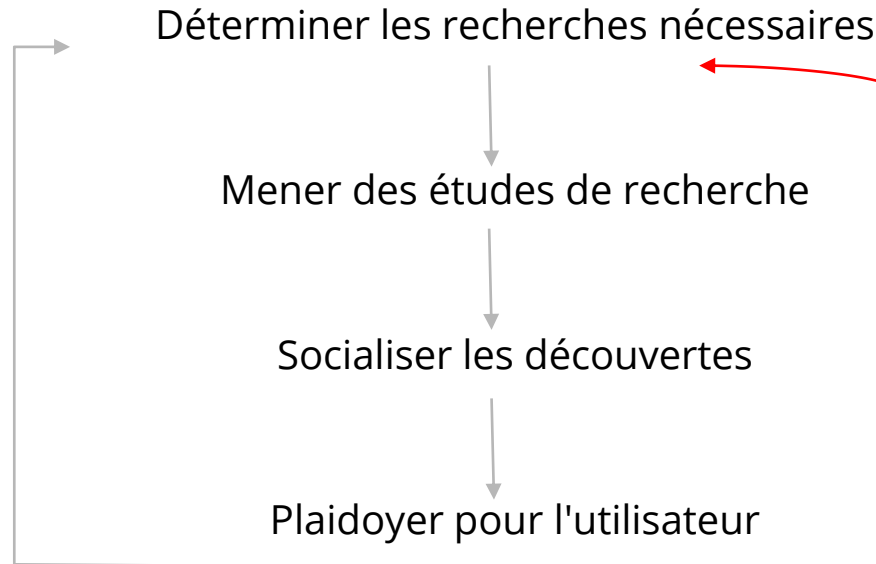 Déterminer les recherches nécessaires
Mener des études de recherche
Socialiser les découvertes
Plaidoyer pour l'utilisateur